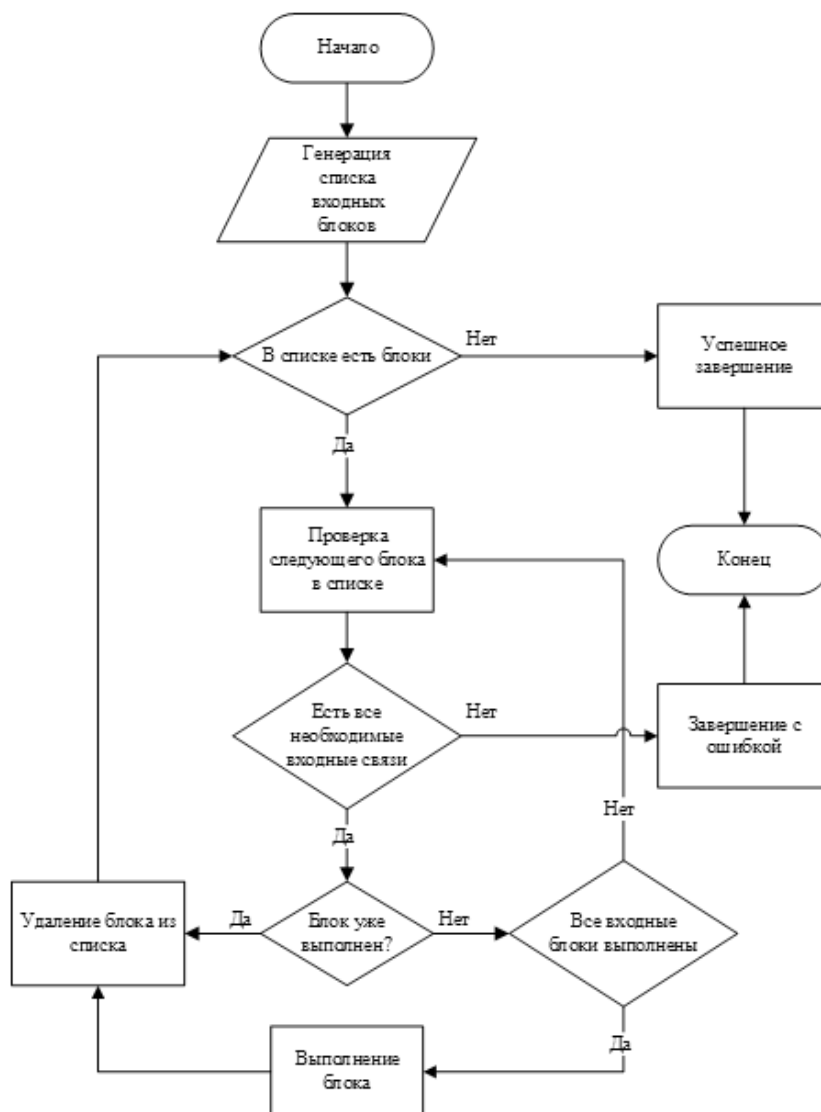 Начало
Генерация
списка
входных
блоков
В списке есть блоки
Нет
Успешное
завершение
Да
Проверка
следующего блока
в списке
Конец
Есть все
необходимые
входные связи
Нет
Завершение с
ошибкой
Да
Нет
Удаление блока из
списка
Да
Блок уже
выполнен?
Нет
Все входные
блоки выполнены
Да
Выполнение
блока